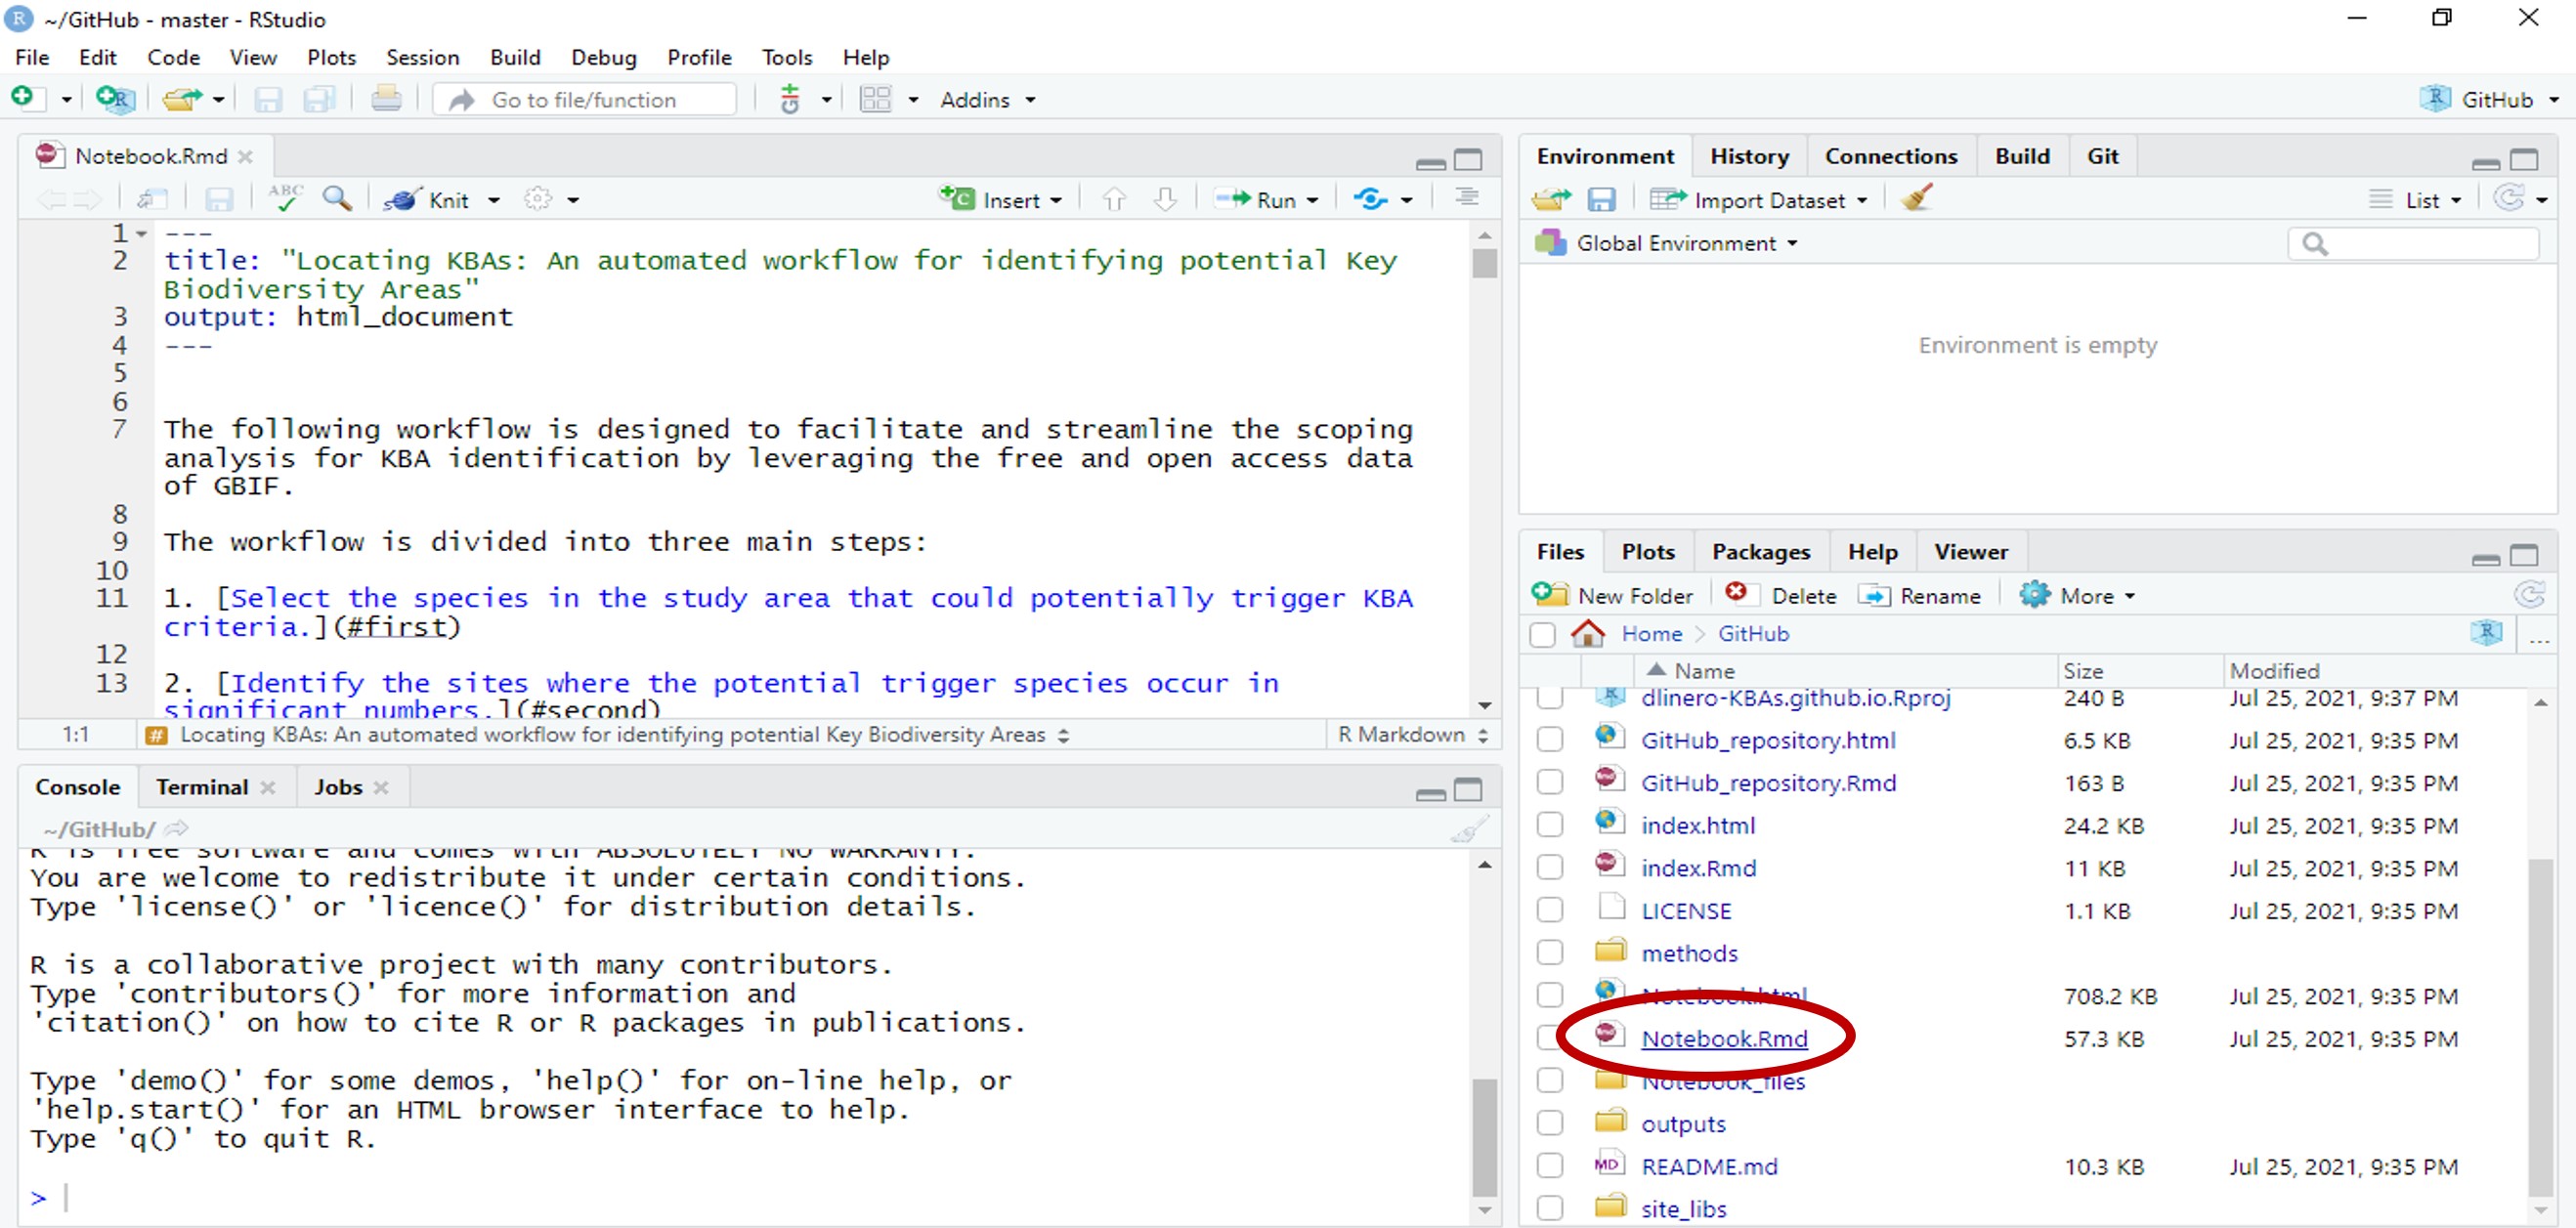 ~/GitHub - master - RStudio
File Edit Code View Plots Session Build Debug Profile Tools Help
Go to file/function Addins GitHub
Notebook.Rmd
ABC Knit Insert Run
1 ---
2 title: "Locating KBAs: An automated workflow for identifying potential Key
Biodiversity Areas"
3 output: html_document
4 ---
5
6
7 The following workflow is designed to facilitate and streamline the scoping
analysis for KBA identification by leveraging the free and open access data
of GBIF.
8
9 The workflow is divided into three main steps:
10
11 1. [Select the species in the study area that could potentially trigger KBA
criteria.](#first)
12
13 2. [Identify the sites where the potential trigger species occur in
significant numbers.](#second)
1:1 # Locating KBAs: An automated workflow for identifying potential Key Biodiversity Areas R Markdown
Console Terminal Jobs
~/GitHub/
R is free software and comes with ABSOLUTELY NO WARRANTY.
You are welcome to redistribute it under certain conditions.
Type 'license()' or 'licence()' for distribution details.
R is a collaborative project with many contributors.
Type 'contributors()' for more information and
'citation()' on how to cite R or R packages in publications.
Type 'demo()' for some demos, 'help()' for on-line help, or
'help.start()' for an HTML browser interface to help.
Type 'q()' to quit R.
>
Environment History Connections Build Git
Import Dataset List
Global Environment
Environment is empty
Files Plots Packages Help Viewer
New Folder Delete Rename More
Home > GitHub ...
Name Size Modified
dlinero-KBAs.github.io.Rproj 240 B Jul 25, 2021, 9:37 PM
GitHub_repository.html 6.5 KB Jul 25, 2021, 9:35 PM
GitHub_repository.Rmd 163 B Jul 25, 2021, 9:35 PM
index.html 24.2 KB Jul 25, 2021, 9:35 PM
index.Rmd 11 KB Jul 25, 2021, 9:35 PM
LICENSE 1.1 KB Jul 25, 2021, 9:35 PM
methods
Notebook.html 708.2 KB Jul 25, 2021, 9:35 PM
Notebook.Rmd 57.3 KB Jul 25, 2021, 9:35 PM
Notebook_files
outputs
README.md 10.3 KB Jul 25, 2021, 9:35 PM
site_libs